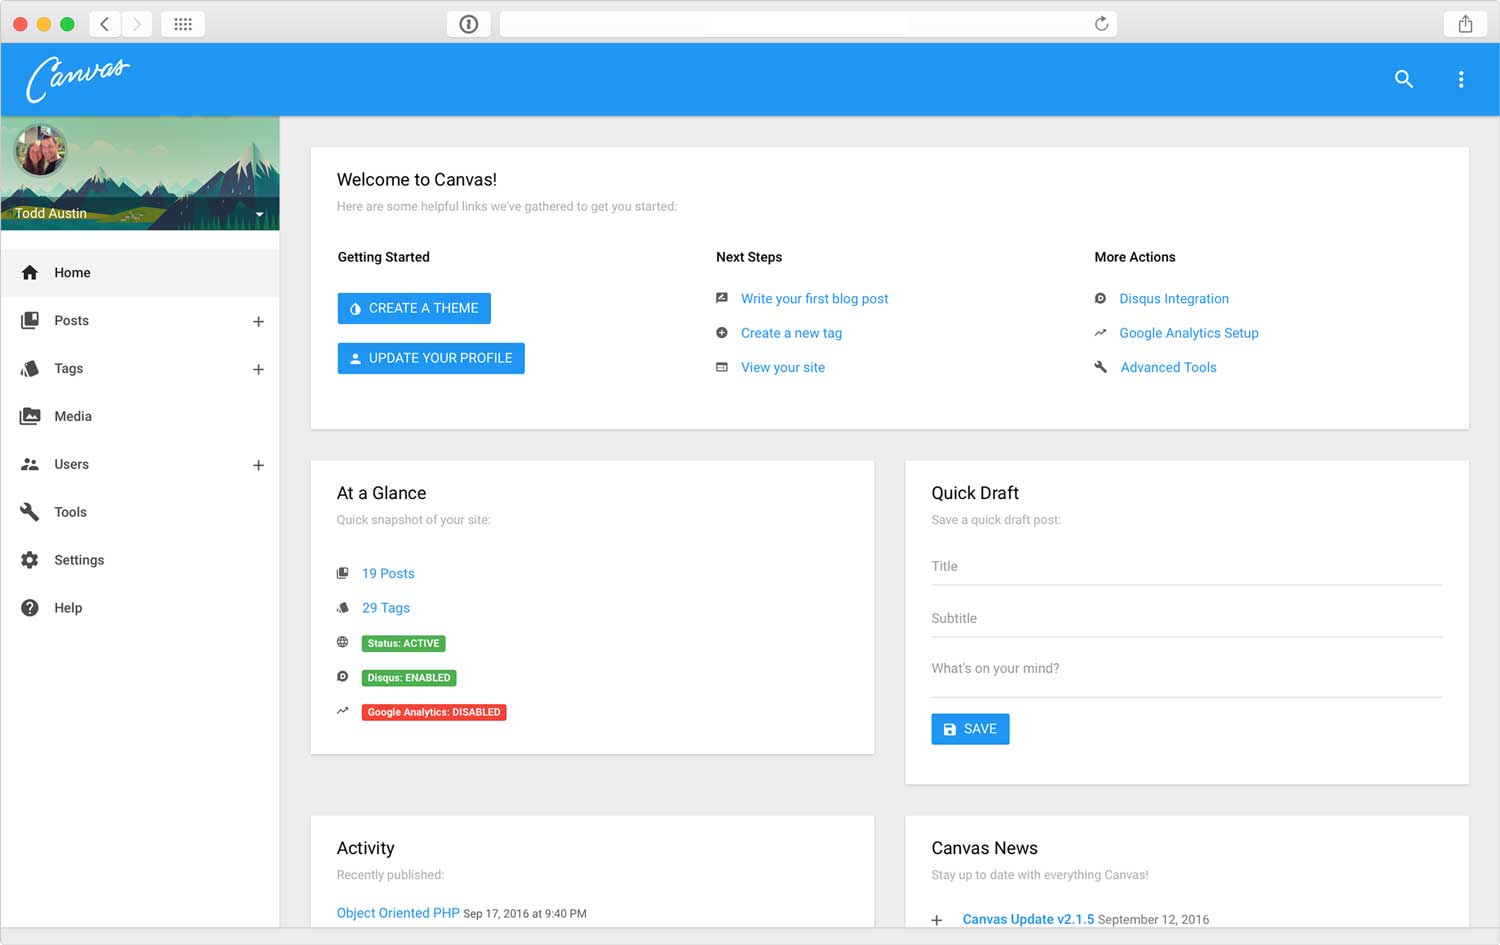 Canvas
Todd Austin
Home
Posts
Tags
Media
Users
Tools
Settings
Help
Welcome to Canvas!
Here are some helpful links we've gathered to get you started:
Getting Started
CREATE A THEME
UPDATE YOUR PROFILE
Next Steps
Write your first blog post
Create a new tag
View your site
More Actions
Disqus Integration
Google Analytics Setup
Advanced Tools
At a Glance
Quick snapshot of your site:
19 Posts
29 Tags
Status: ACTIVE
Disqus: ENABLED
Google Analytics: DISABLED
Quick Draft
Save a quick draft post:
Title
Subtitle
What's on your mind?
SAVE
Activity
Recently published:
Object Oriented PHP Sep 17, 2016 at 9:40 PM
Canvas News
Stay up to date with everything Canvas!
Canvas Update v2.1.5 September 12, 2016